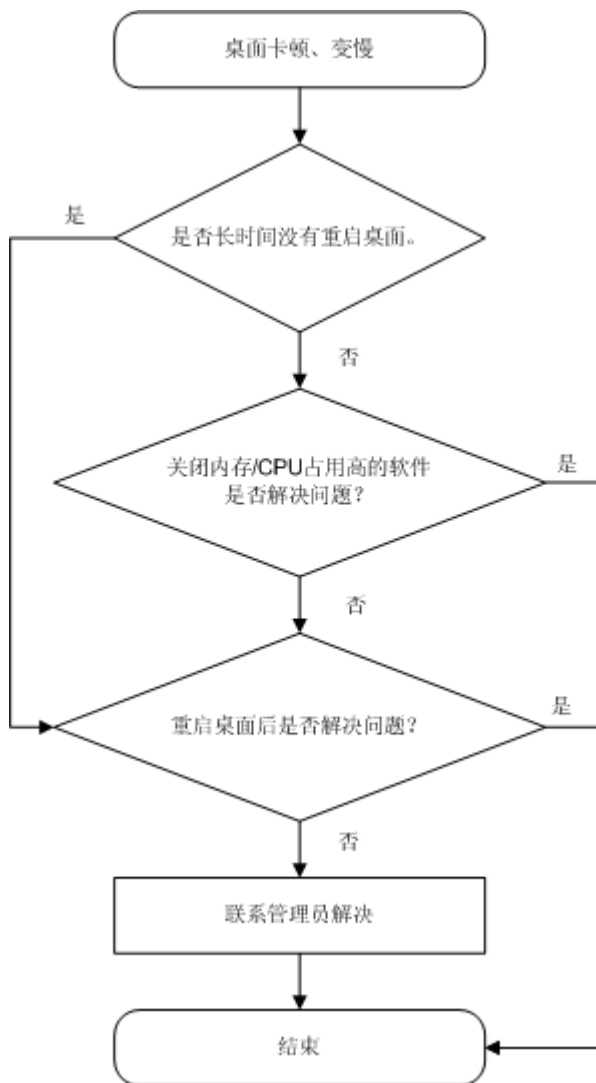 桌面卡顿、变慢
是
是否长时间没有重启桌面。
否
关闭内存/CPU占用高的软件
是否解决问题？
是
否
重启桌面后是否解决问题？
是
否
联系管理员解决
结束